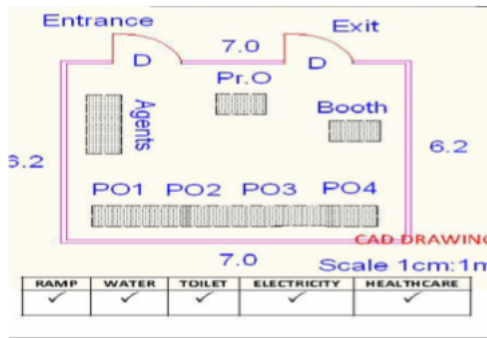 Entrance
Exit
7.0
D
D
Pr.O
Agents
Booth
6.2
6.2
PO1 PO2 PO3 PO4
CAD DRAWING
7.0
Scale 1cm:1m
RAMP WATER TOILET ELECTRICITY HEALTHCARE
✓ ✓ ✓ ✓ ✓